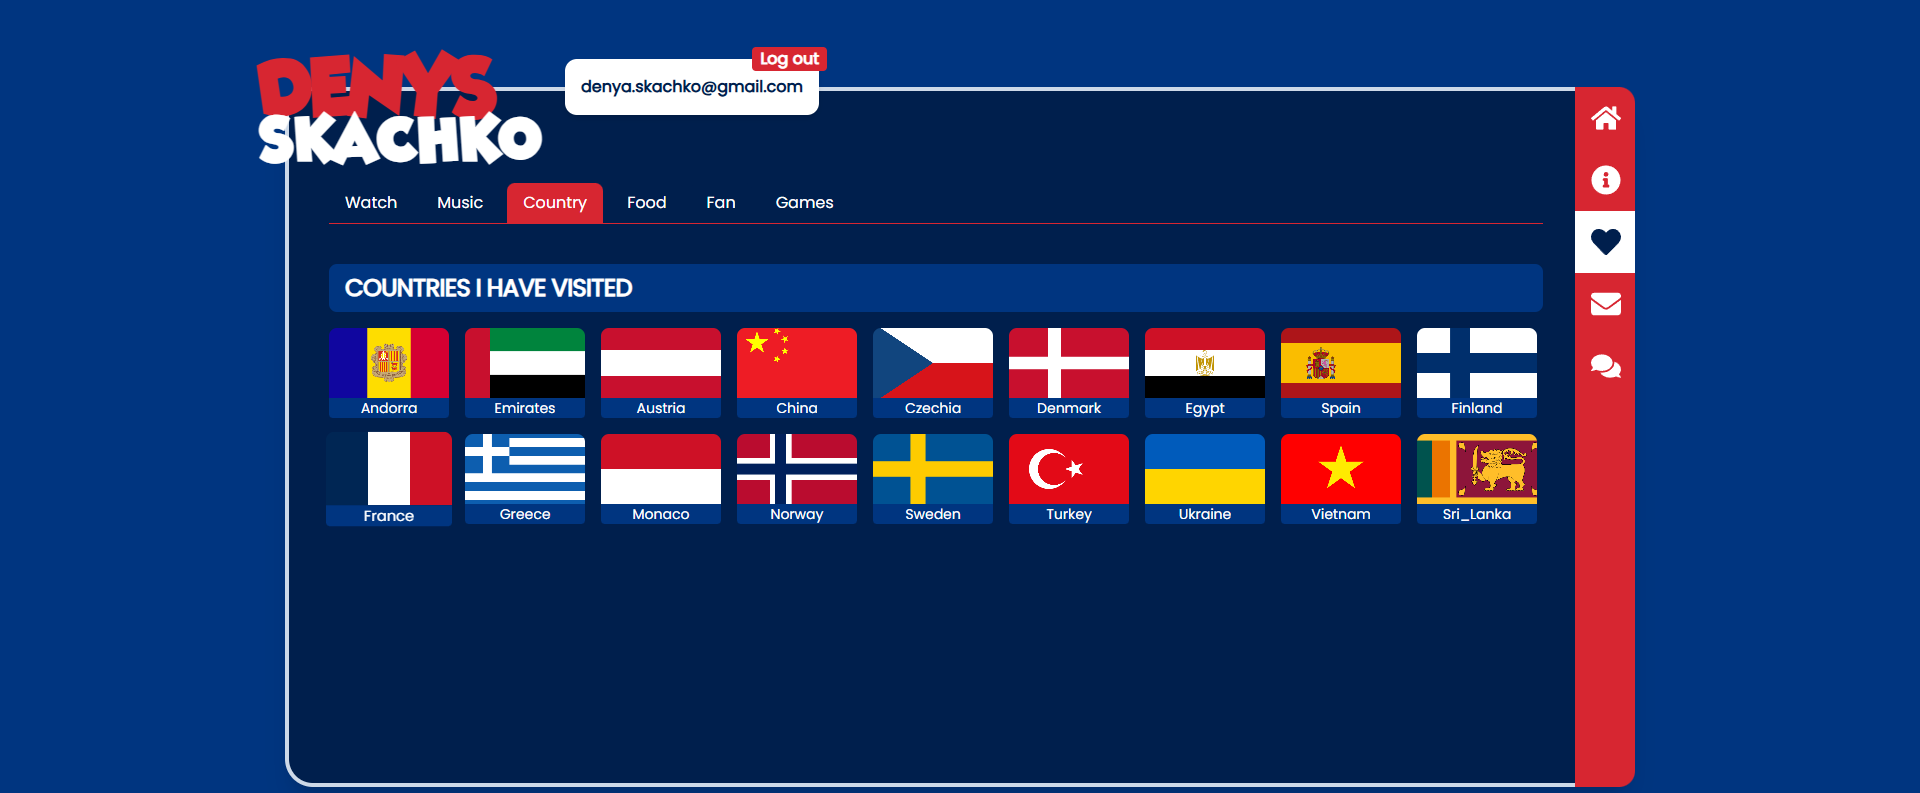 DENYS
SKACHKO
Log out
denya.skachko@gmail.com
Watch Music Country Food Fan Games
COUNTRIES I HAVE VISITED
Andorra Emirates Austria China Czechia Denmark Egypt Spain Finland
France Greece Monaco Norway Sweden Turkey Ukraine Vietnam Sri_Lanka